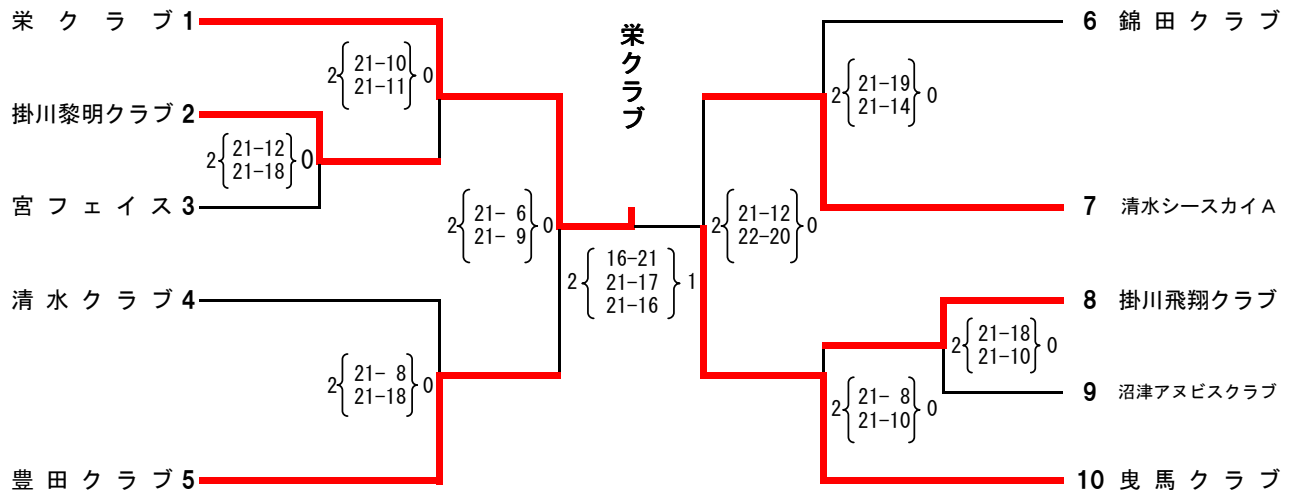 栄クラブ 1
掛川黎明クラブ 2
宮フェイス 3
清水クラブ 4
豊田クラブ 5
2 21-10 0
21-11
2 21-12 0
21-18
2 21- 6 0
21- 9
2 21- 8 0
21-18
栄クラブ
2 16-21 1
21-17
21-16
6 錦田クラブ
7 清水シースカイA
8 掛川飛翔クラブ
9 沼津アヌビスクラブ
10 曳馬クラブ
2 21-19 0
21-14
2 21-12 0
22-20
2 21-18 0
21-10
2 21- 8 0
21-10